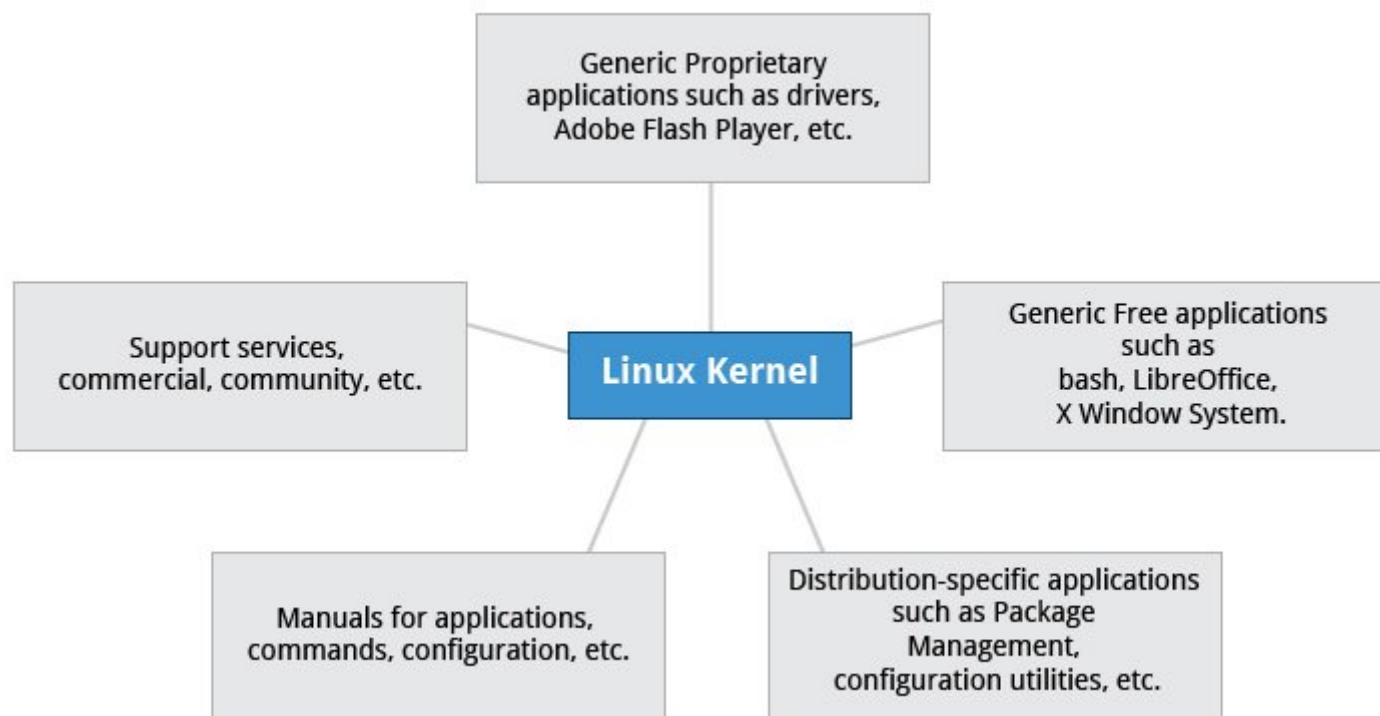 Generic Proprietary
applications such as drivers,
Adobe Flash Player, etc.
Support services,
commercial, community, etc.
Linux Kernel
Generic Free applications
such as
bash, LibreOffice,
X Window System.
Manuals for applications,
commands, configuration, etc.
Distribution-specific applications
such as Package
Management,
configuration utilities, etc.